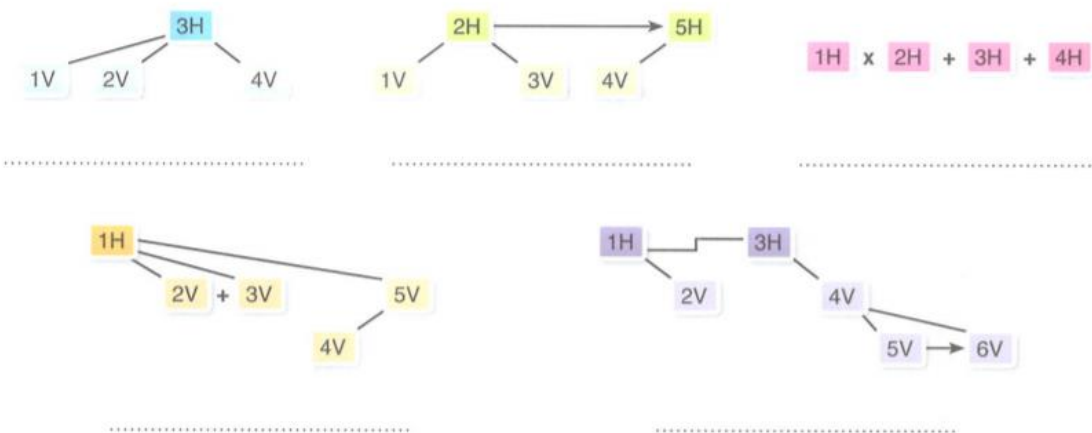 3H 2H 5H
1V 2V 4V 1V 3V 4V 1H x 2H + 3H + 4H
1H 1H 3H
2V + 3V 5V 2V 4V
4V 5V 6V